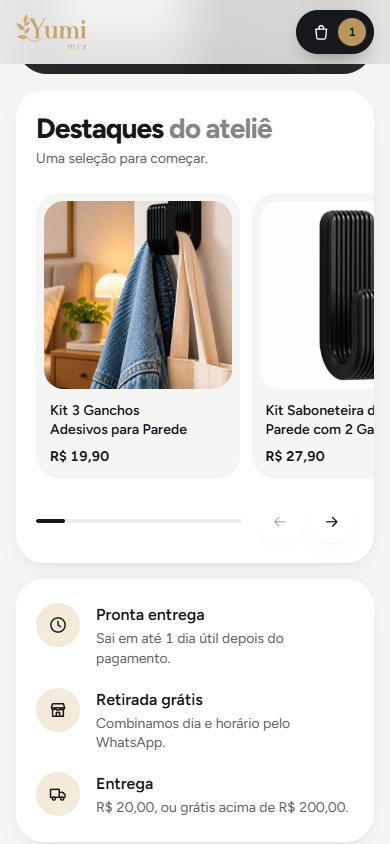 Yumi
mix
1
Destaques do ateliê
Uma seleção para começar.
Kit 3 Ganchos
Adesivos para Parede
R$ 19,90
Kit Saboneteira d
Parede com 2 Ga
R$ 27,90
Pronta entrega
Sai em até 1 dia útil depois do
pagamento.
Retirada grátis
Combinamos dia e horário pelo
WhatsApp.
Entrega
R$ 20,00, ou grátis acima de R$ 200,00.